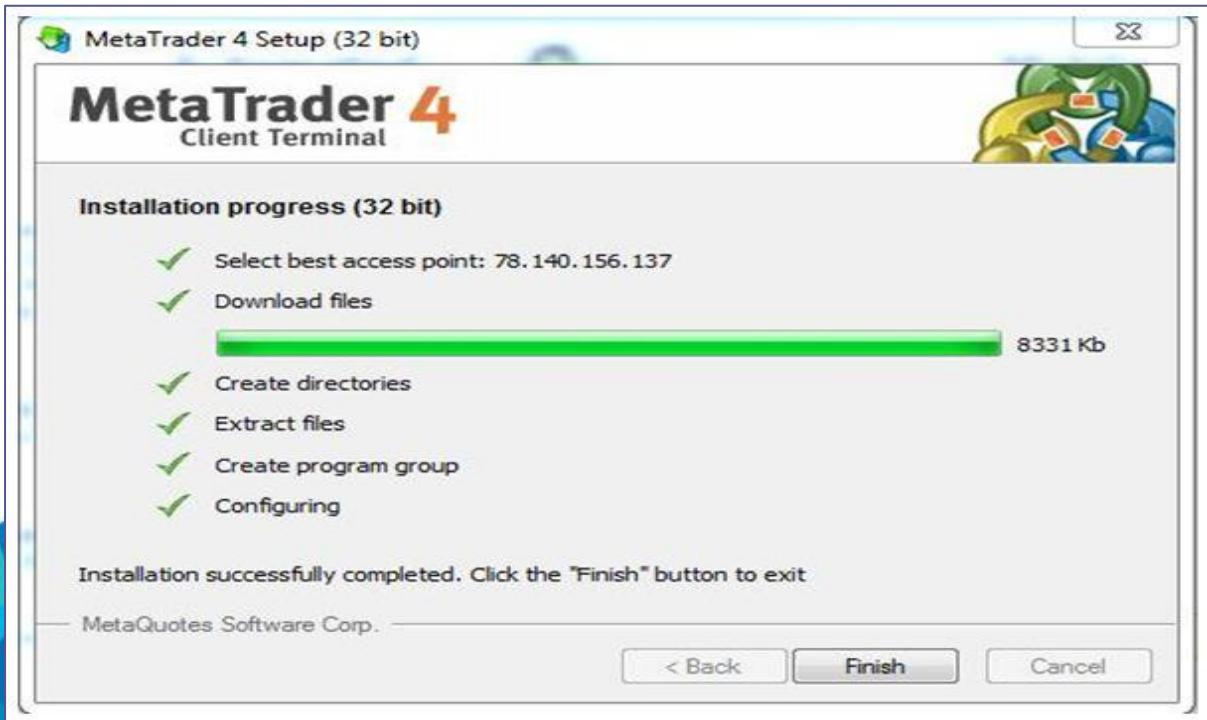 MetaTrader 4 Setup (32 bit)
MetaTrader 4
Client Terminal
Installation progress (32 bit)
Select best access point: 78.140.156.137
Download files
8331 Kb
Create directories
Extract files
Create program group
Configuring
Installation successfully completed. Click the "Finish" button to exit
MetaQuotes Software Corp.
< Back Finish Cancel